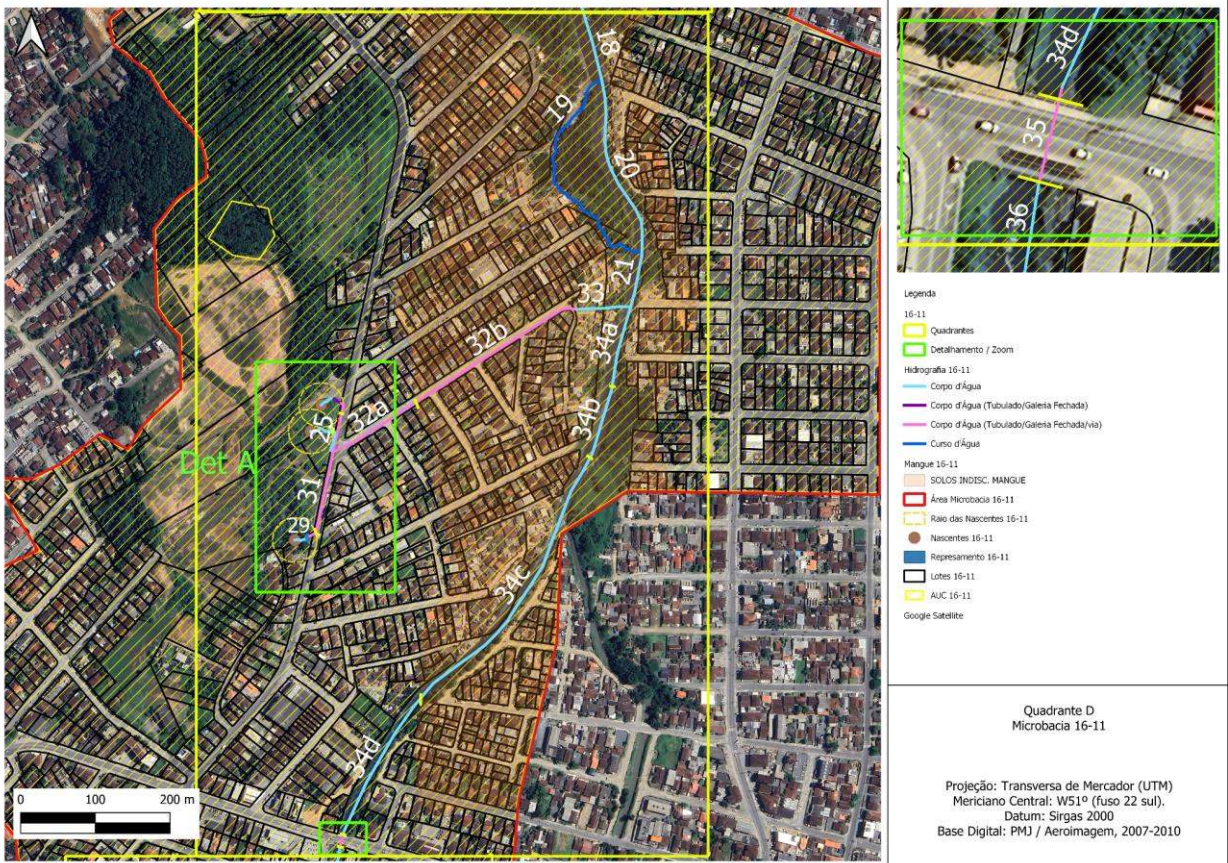 18
19
20
21
33
32b
34a
25
32a
34b
Det A
31
29
34c
34d
0 100 200 m
34d
35
36
Legenda
16-11
Quadrantes
Detalhamento / Zoom
Hidrografia 16-11
Corpo d'Água
Corpo d'Água (Tubulado/Galeria Fechada)
Corpo d'Água (Tubulado/Galeria Fechada/via)
Curso d'Água
Mangue 16-11
SOLOS INDISC. MANGUE
Área Microbacia 16-11
Raio das Nascentes 16-11
Nascentes 16-11
Represamento 16-11
Lotes 16-11
AUC 16-11
Google Satellite
Quadrante D
Microbacia 16-11
Projeção: Transversa de Mercador (UTM)
Mericiano Central: W51º (fuso 22 sul).
Datum: Sirgas 2000
Base Digital: PMJ / Aeroimagem, 2007-2010